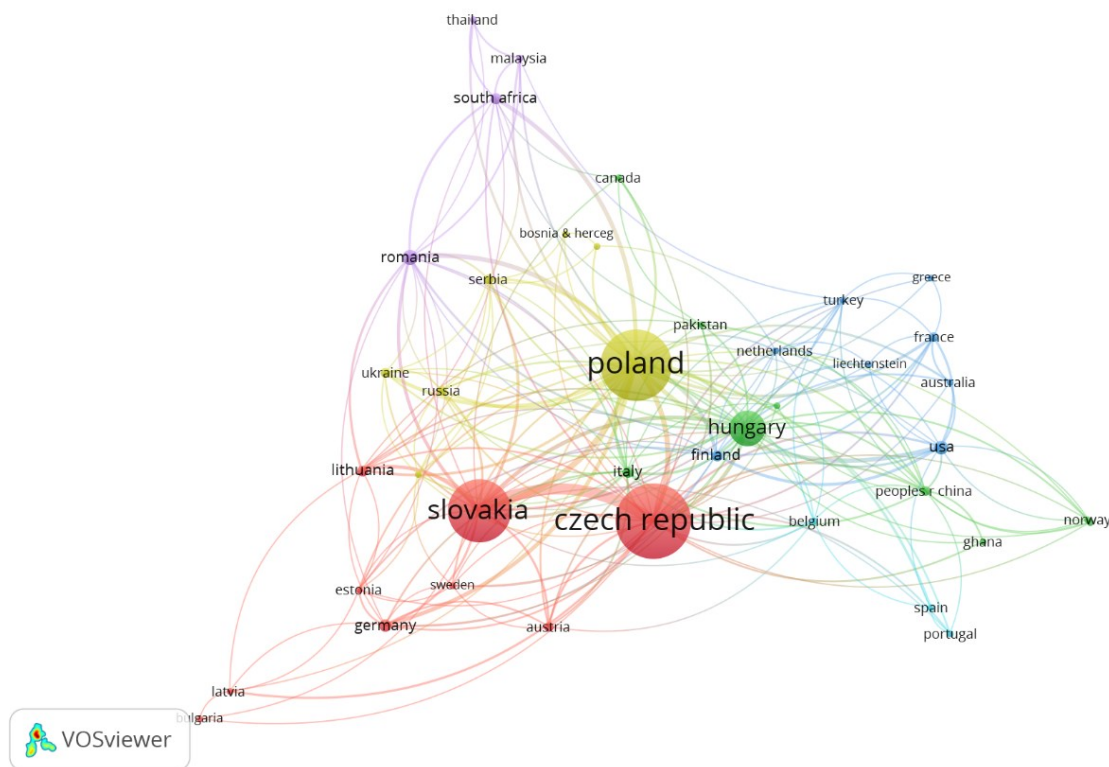 thailand
malaysia
south africa
canada
bosnia & herceg
romania
serbia
greece
turkey
pakistan
france
netherlands
liechtenstein
poland
ukraine
australia
russia
hungary
usa
finland
lithuania
italy
peoples r china
slovakia
czech republic
belgium
norway
ghana
sweden
estonia
spain
germany
austria
portugal
latvia
bulgaria
VOSviewer